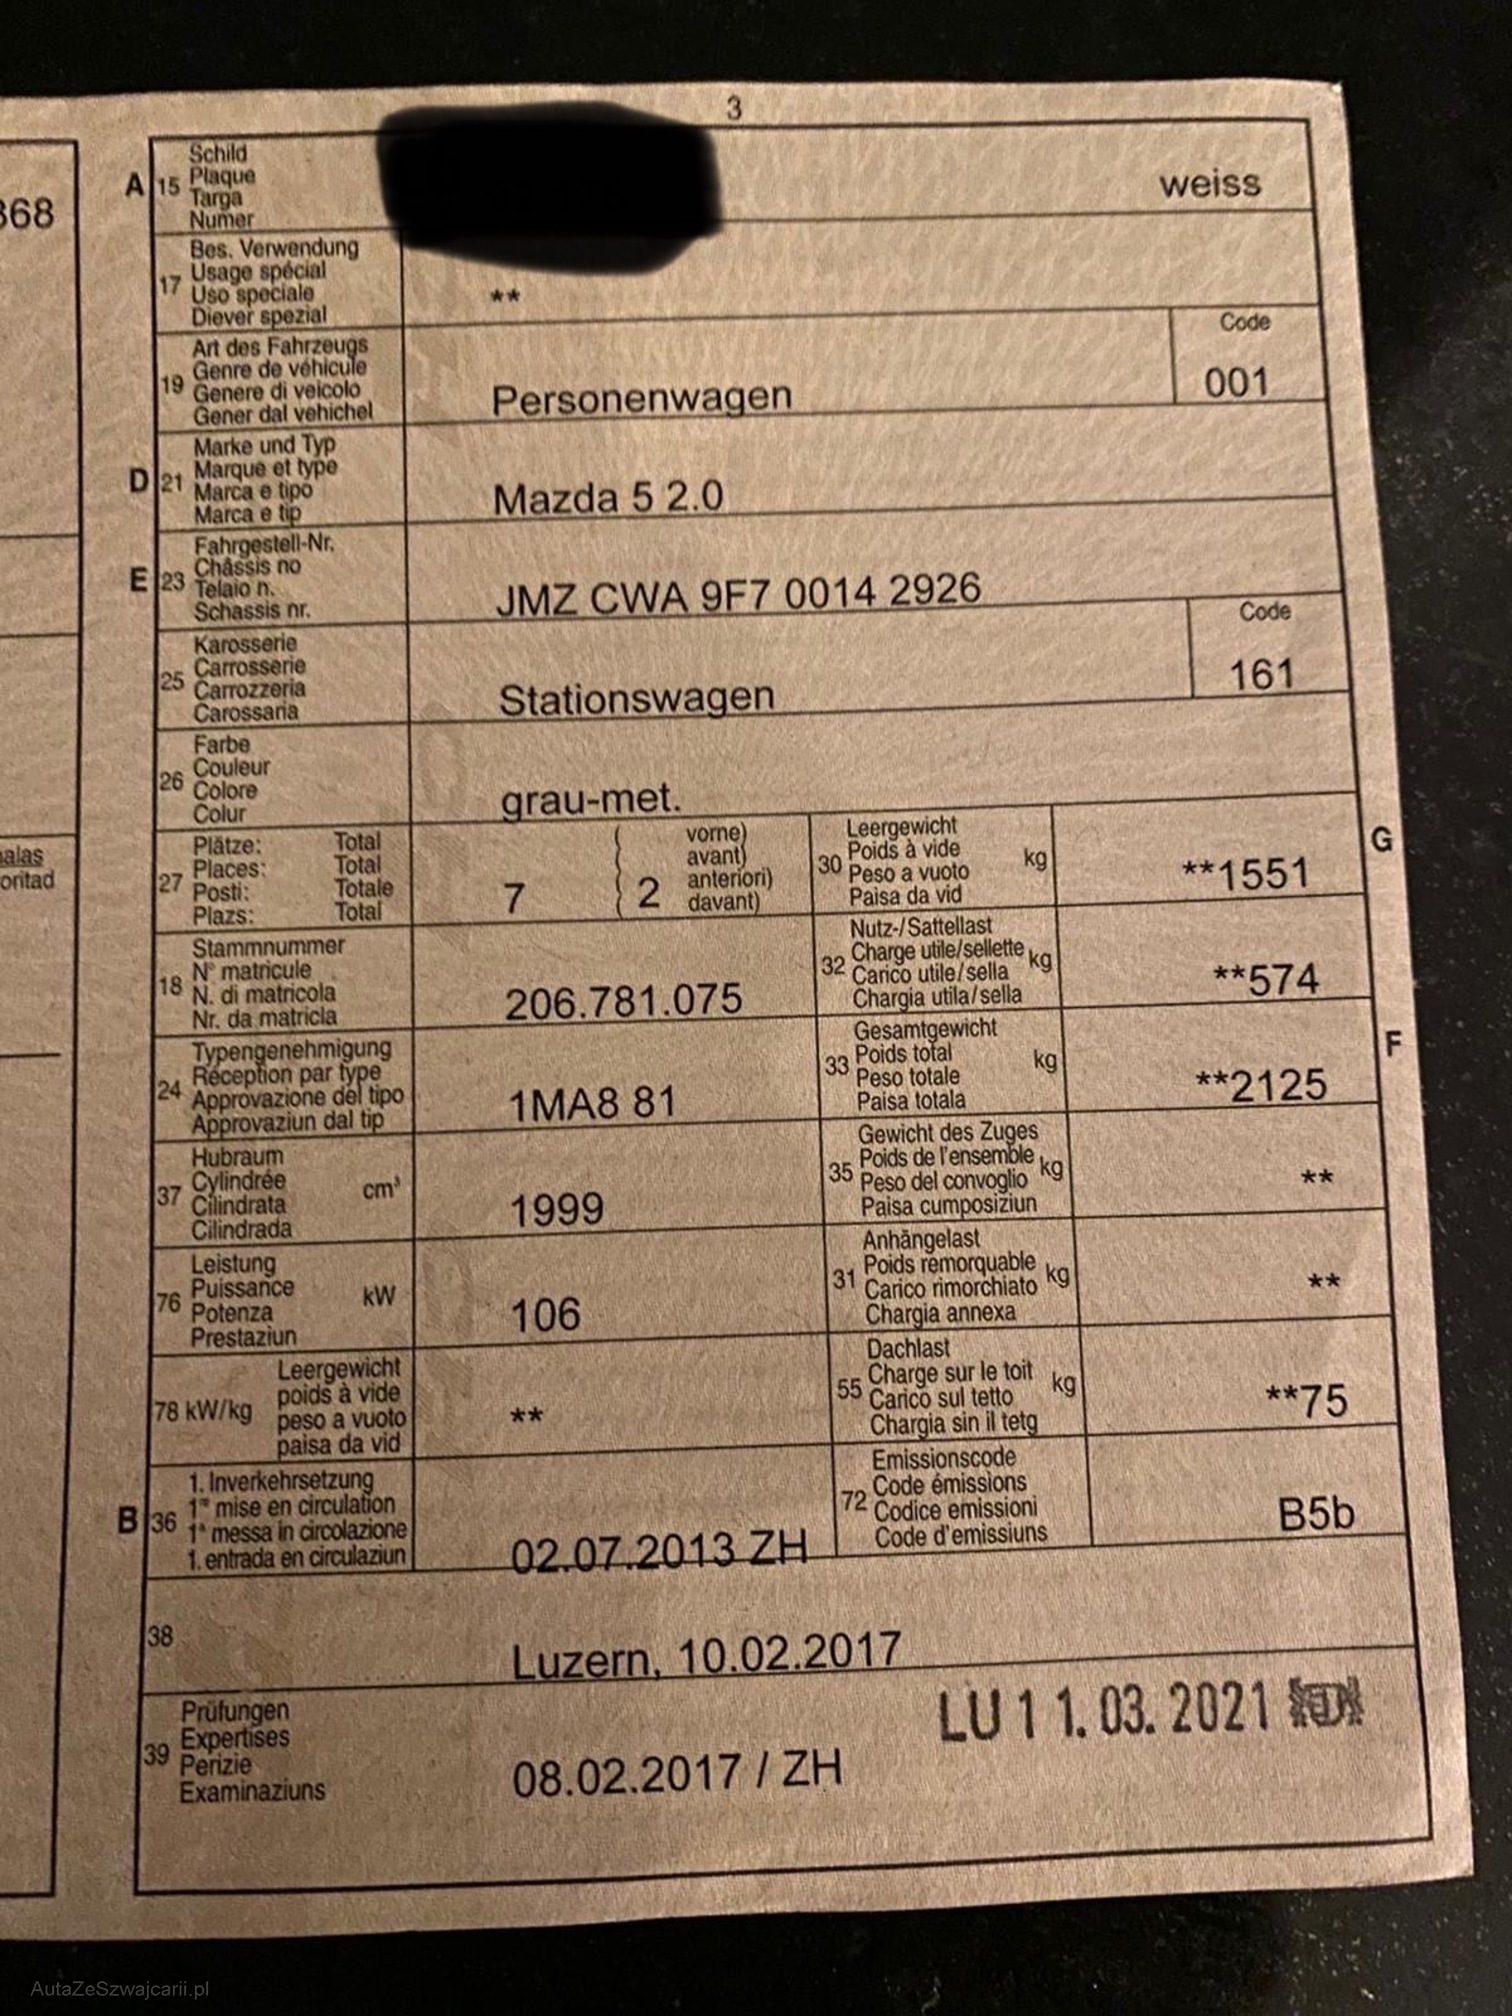 3
868
A 15 Schild
Plaque
Targa
Numer
weiss
17 Bes. Verwendung
Usage spécial
Uso speciale
Diever spezial
**
19 Art des Fahrzeugs
Genre de véhicule
Genere di veicolo
Gener dal vehichel
Personenwagen
Code
001
D 21 Marke und Typ
Marque et type
Marca e tipo
Marca e tip
Mazda 5 2.0
E 23 Fahrgestell-Nr.
Châssis no
Telaio n.
Schassis nr.
JMZ CWA 9F7 0014 2926
25 Karosserie
Carrosserie
Carrozzeria
Carossaria
Stationswagen
Code
161
26 Farbe
Couleur
Colore
Colur
grau-met.
27 Plätze: Total
Places: Total
Posti: Totale
Plazs: Total
7 ( 2 vorne)
avant)
anteriori)
davant)
30 Leergewicht
Poids à vide kg
Peso a vuoto
Paisa da vid
**1551
G
18 Stammnummer
N° matricule
N. di matricola
Nr. da matricla
206.781.075
32 Nutz-/Sattellast
Charge utile/sellette kg
Carico utile/sella
Chargia utila/sella
**574
24 Typengenehmigung
Réception par type
Approvazione del tipo
Approvaziun dal tip
1MA8 81
33 Gesamtgewicht
Poids total kg
Peso totale
Paisa totala
**2125
F
37 Hubraum
Cylindrée cm³
Cilindrata
Cilindrada
1999
35 Gewicht des Zuges
Poids de l'ensemble kg
Peso del convoglio
Paisa cumposiziun
**
76 Leistung
Puissance kW
Potenza
Prestaziun
106
31 Anhängelast
Poids remorquable kg
Carico rimorchiato
Chargia annexa
**
78 kW/kg Leergewicht
poids à vide
peso a vuoto
paisa da vid
**
55 Dachlast
Charge sur le toit kg
Carico sul tetto
Chargia sin il tetg
**75
B 36 1. Inverkehrsetzung
1re mise en circulation
1a messa in circolazione
1. entrada en circulaziun
02.07.2013 ZH
72 Emissionscode
Code émissions
Codice emissioni
Code d'emissiuns
B5b
38 Luzern, 10.02.2017
39 Prüfungen
Expertises
Perizie
Examinaziuns
08.02.2017 / ZH
LU 1 1. 03. 2021
AutaZeSzwajcarii.pl